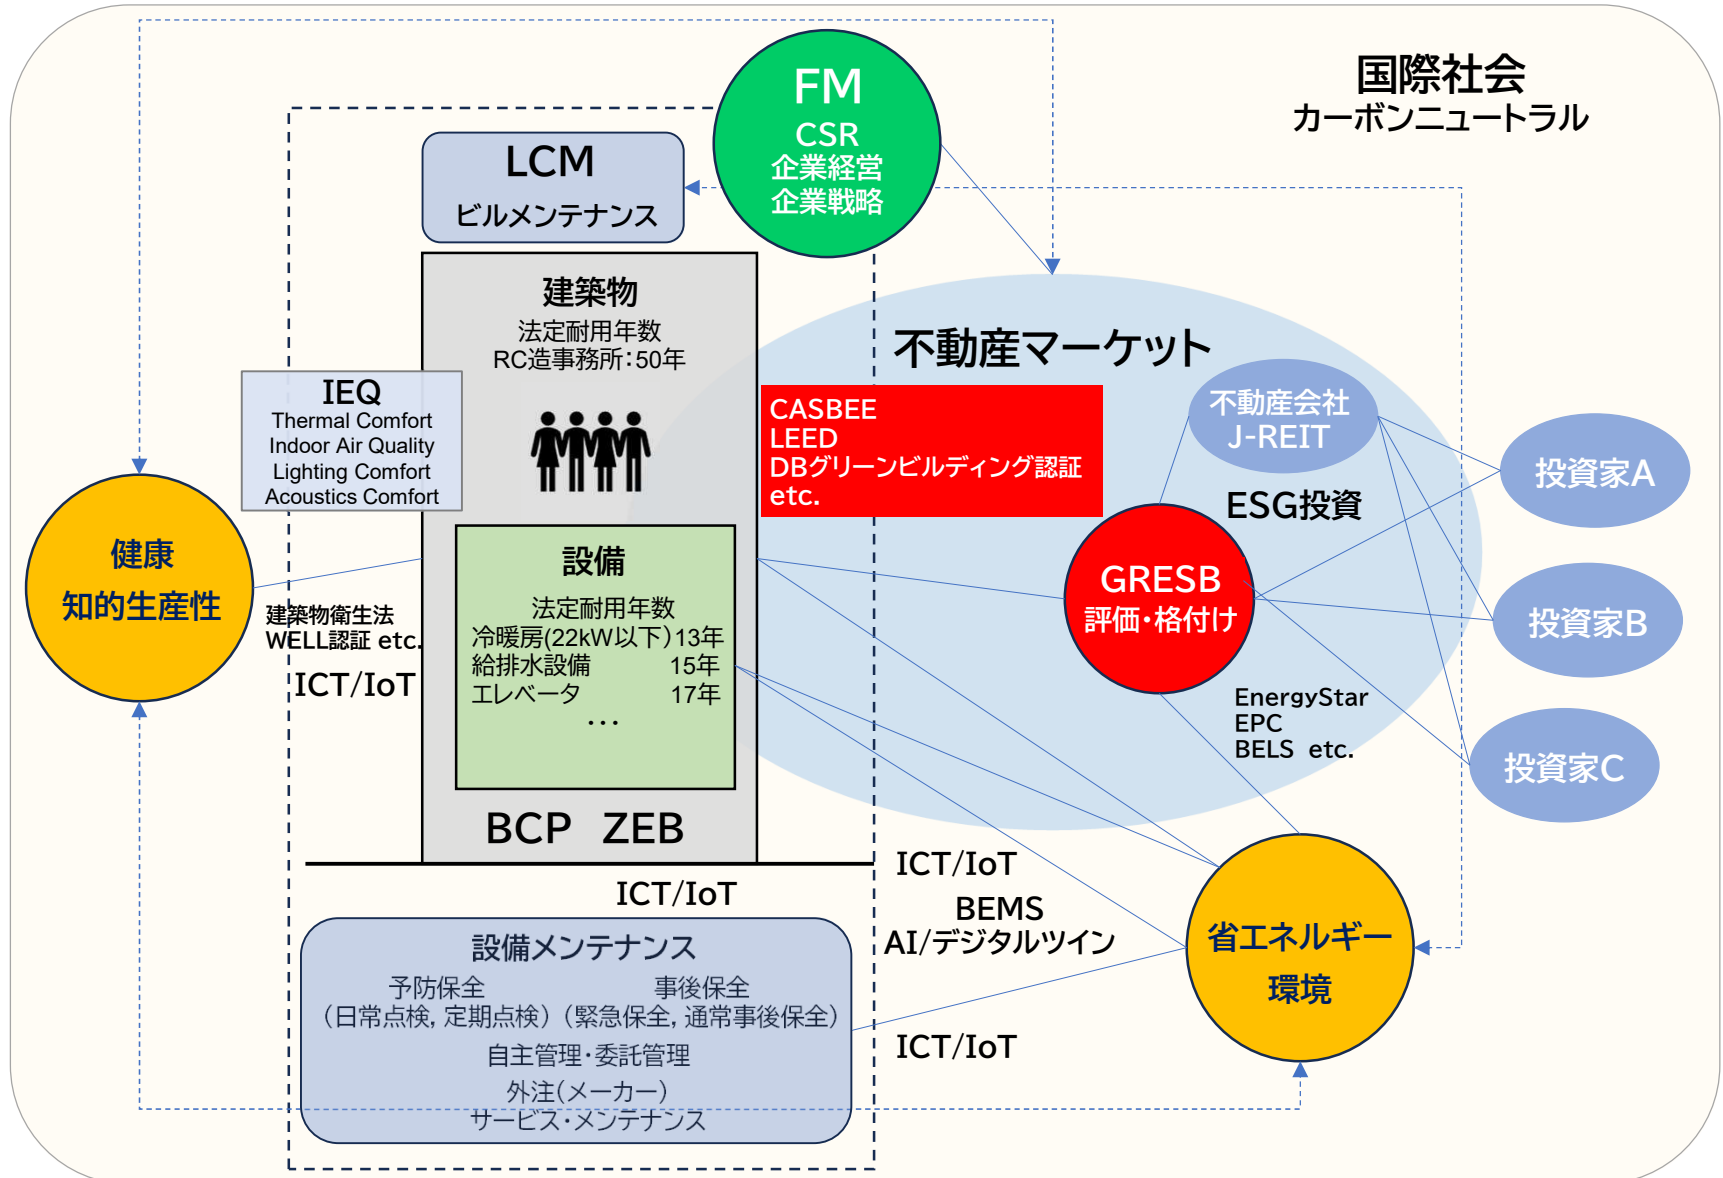 国際社会
カーボンニュートラル
FM
CSR
企業経営
企業戦略
LCM
ビルメンテナンス
建築物
法定耐用年数
RC造事務所：50年
不動産マーケット
IEQ
Thermal Comfort
Indoor Air Quality
Lighting Comfort
Acoustics Comfort
CASBEE
LEED
DBグリーンビルディング認証
etc.
不動産会社
J-REIT
ESG投資
投資家A
投資家B
投資家C
健康
知的生産性
建築物衛生法
WELL認証 etc.
ICT/IoT
設備
法定耐用年数
冷暖房(22kW以下)13年
給排水設備 15年
エレベータ 17年
・・・
GRESB
評価・格付け
EnergyStar
EPC
BELS etc.
BCP ZEB
ICT/IoT
ICT/IoT
BEMS
AI/デジタルツイン
省エネルギー
環境
設備メンテナンス
予防保全 事後保全
（日常点検, 定期点検）（緊急保全, 通常事後保全）
自主管理・委託管理
外注(メーカー)
サービス・メンテナンス
ICT/IoT